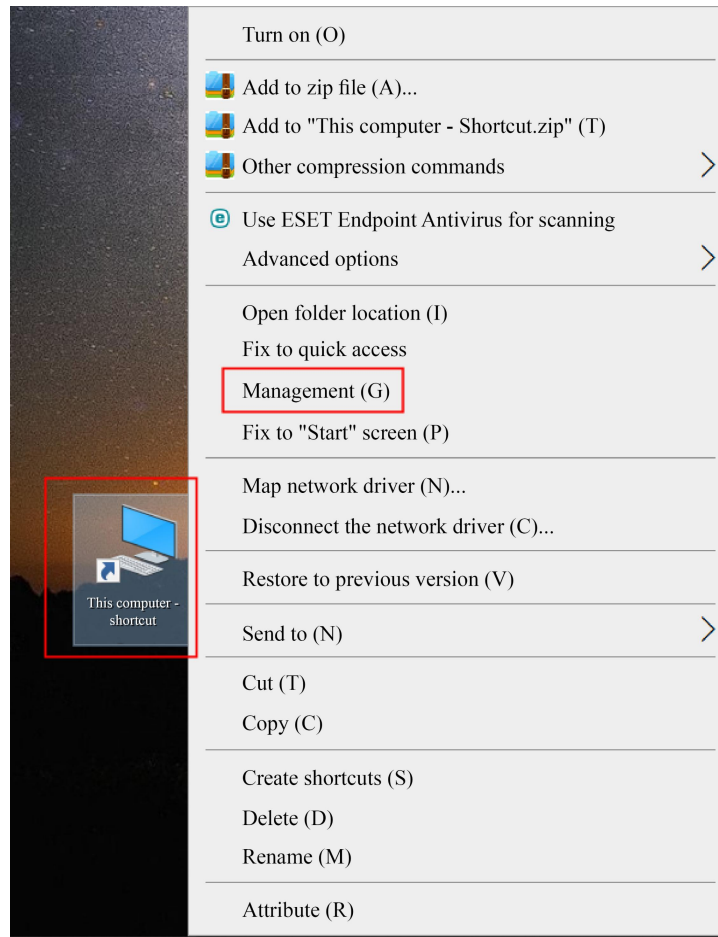 Turn on (O)
Add to zip file (A)...
Add to "This computer - Shortcut.zip" (T)
Other compression commands
Use ESET Endpoint Antivirus for scanning
Advanced options
Open folder location (I)
Fix to quick access
Management (G)
Fix to "Start" screen (P)
Map network driver (N)...
Disconnect the network driver (C)...
Restore to previous version (V)
Send to (N)
Cut (T)
Copy (C)
Create shortcuts (S)
Delete (D)
Rename (M)
Attribute (R)
This computer -
shortcut